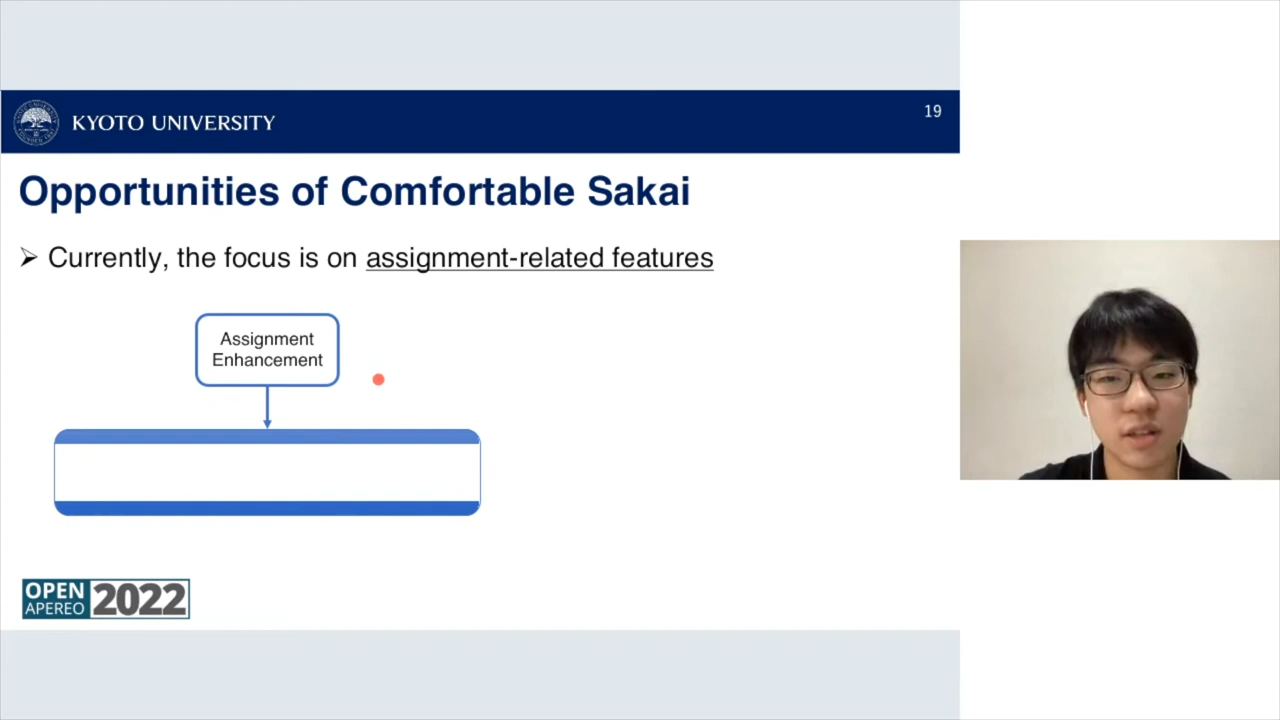 KYOTO UNIVERSITY
19
Opportunities of Comfortable Sakai
➢ Currently, the focus is on assignment-related features
Assignment
Enhancement
OPEN
APEREO
2022